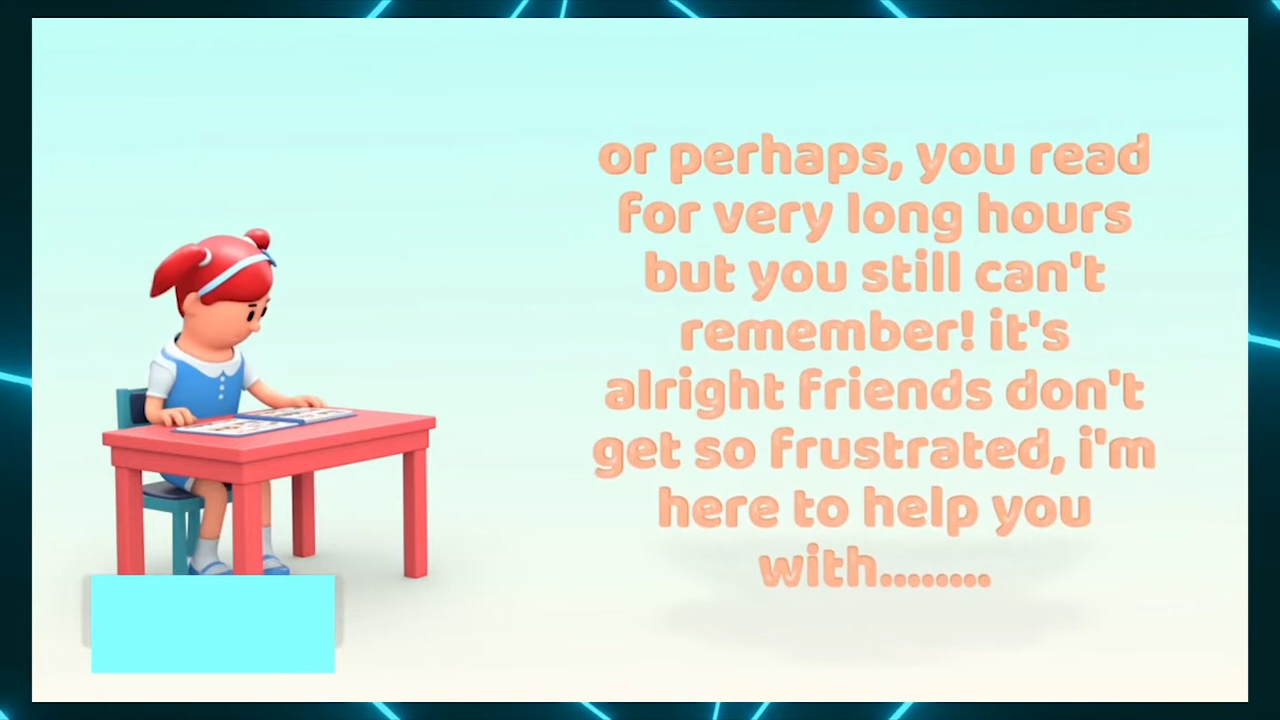 or perhaps, you read
for very long hours
but you still can't
remember! it's
alright friends don't
get so frustrated, i'm
here to help you
with........